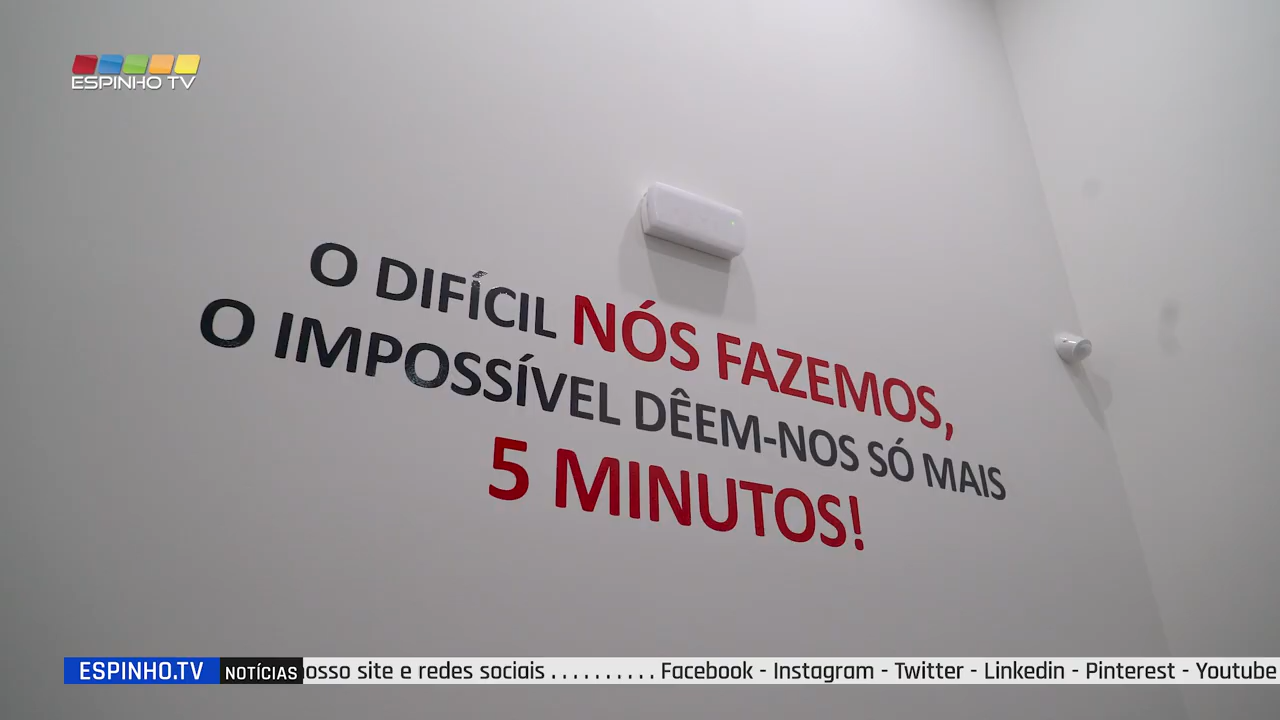 ESPINHO TV
O DIFÍCIL NÓS FAZEMOS,
O IMPOSSÍVEL DÊEM-NOS SÓ MAIS
5 MINUTOS!
ESPINHO.TV NOTÍCIAS osso site e redes sociais . . . . . . . . . . Facebook - Instagram - Twitter - Linkedin - Pinterest - Youtube